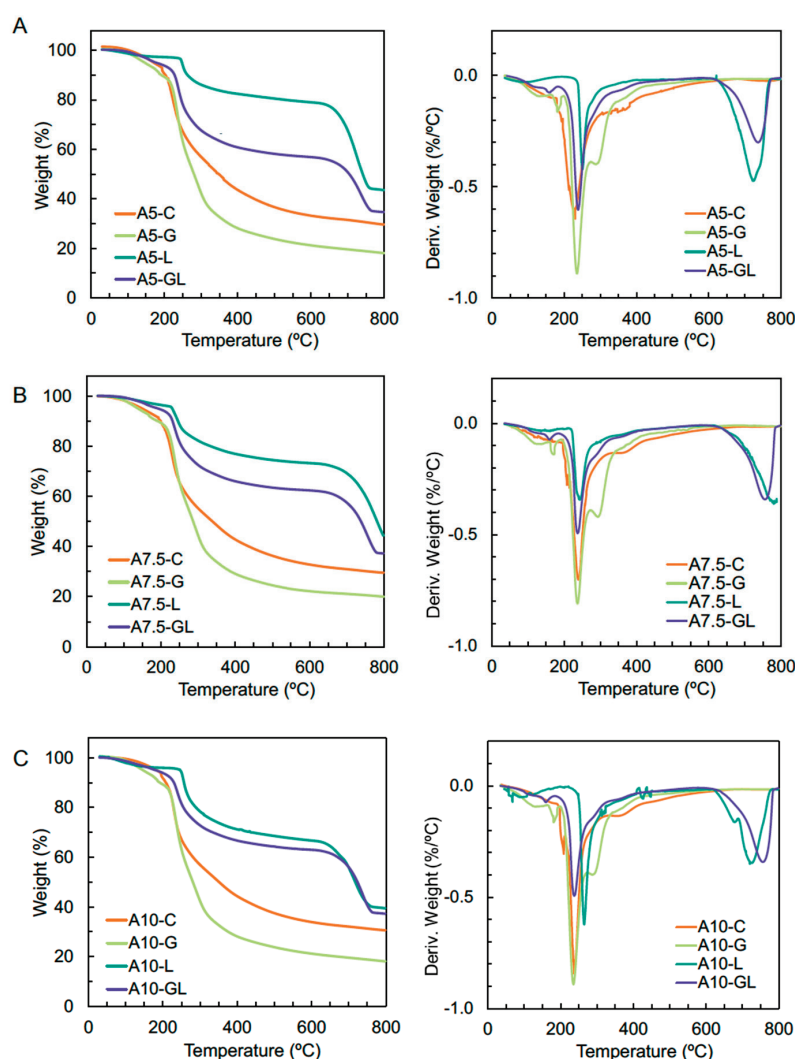 A
Weight (%)
100
80
60
40
20
0
A5-C
A5-G
A5-L
A5-GL
0 200 400 600 800
Temperature (ºC)
Deriv. Weight (%/ºC)
0.0
-0.5
-1.0
A5-C
A5-G
A5-L
A5-GL
0 200 400 600 800
Temperature (ºC)
B
Weight (%)
100
80
60
40
20
0
A7.5-C
A7.5-G
A7.5-L
A7.5-GL
0 200 400 600 800
Temperature (ºC)
Deriv. Weight (%/ºC)
0.0
-0.5
-1.0
A7.5-C
A7.5-G
A7.5-L
A7.5-GL
0 200 400 600 800
Temperature (ºC)
C
Weight (%)
100
80
60
40
20
0
A10-C
A10-G
A10-L
A10-GL
0 200 400 600 800
Temperature (ºC)
Deriv. Weight (%/ºC)
0.0
-0.5
-1.0
A10-C
A10-G
A10-L
A10-GL
0 200 400 600 800
Temperature (ºC)